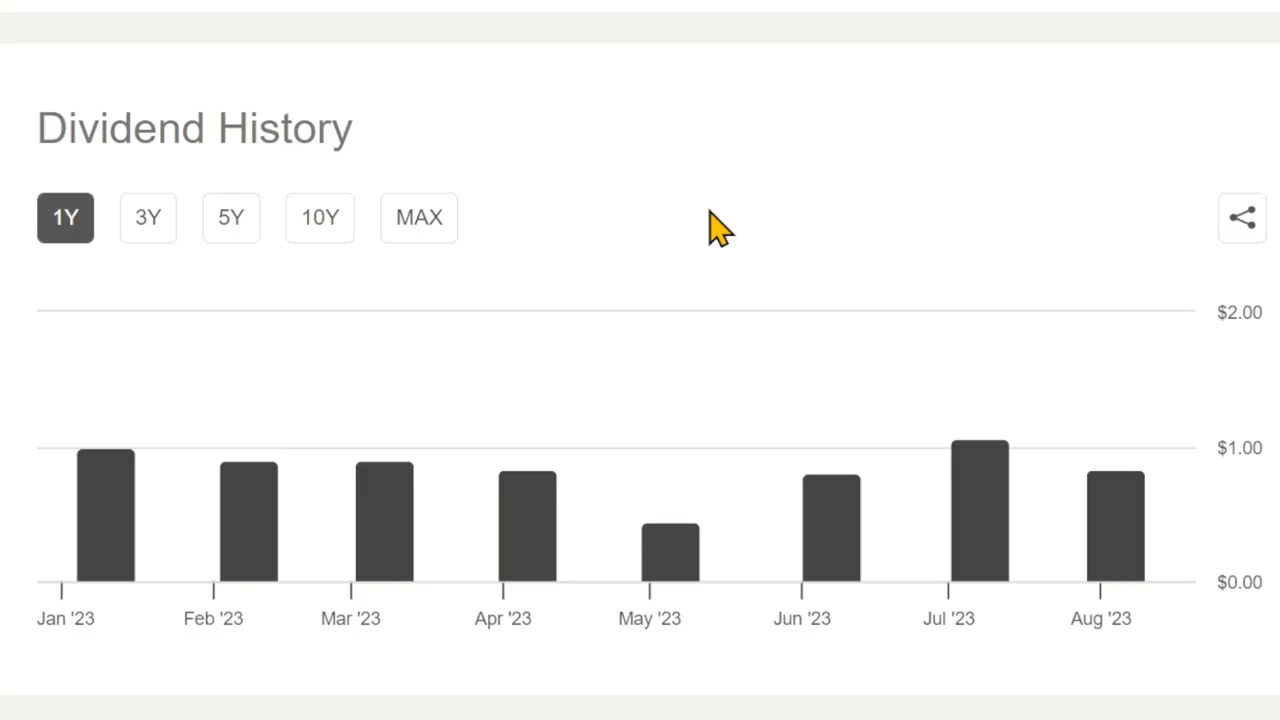 Dividend History
1Y 3Y 5Y 10Y MAX
$2.00
$1.00
$0.00
Jan '23 Feb '23 Mar '23 Apr '23 May '23 Jun '23 Jul '23 Aug '23